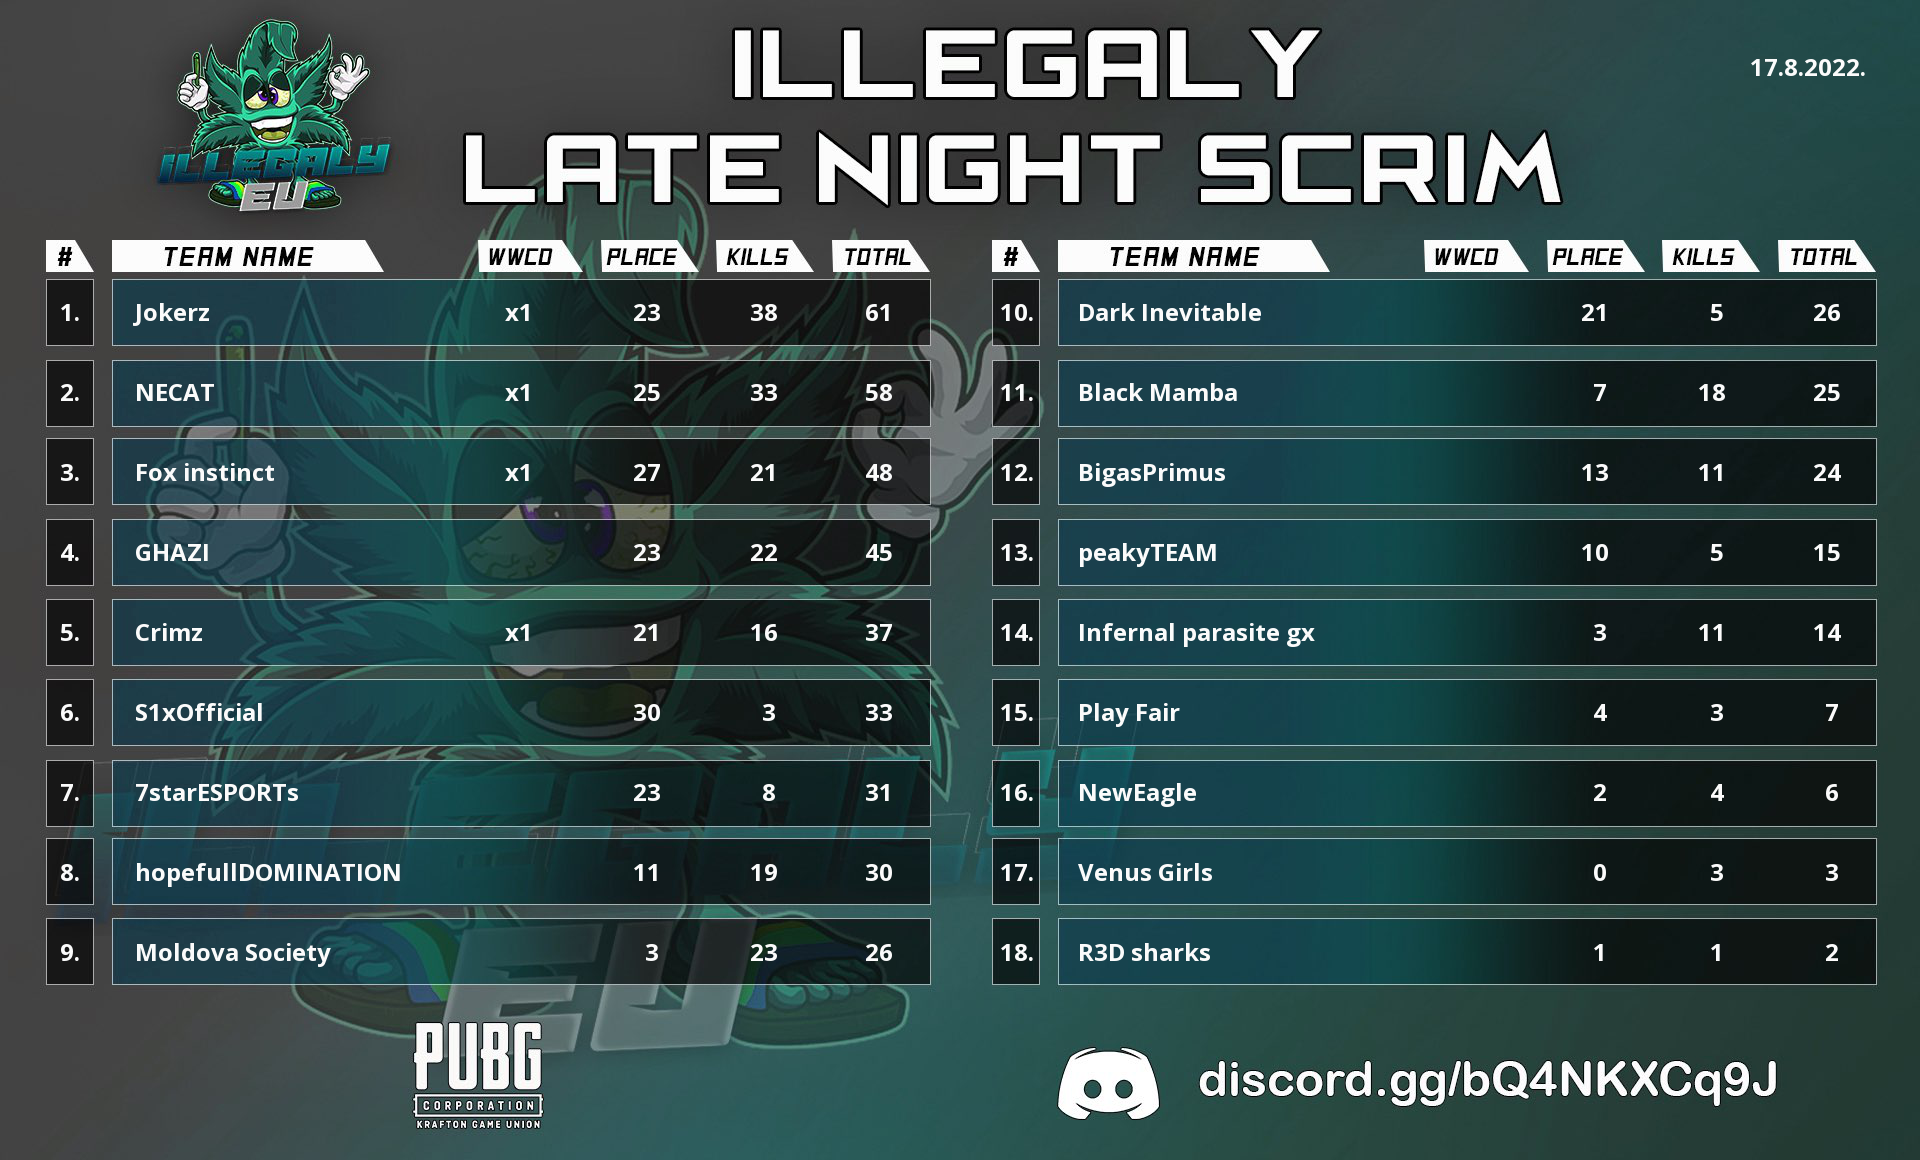 ILLEGALY
EU
ILLEGALY
LATE NIGHT SCRIM
17.8.2022.
# TEAM NAME WWCD PLACE KILLS TOTAL
1. Jokerz x1 23 38 61
2. NECAT x1 25 33 58
3. Fox instinct x1 27 21 48
4. GHAZI 23 22 45
5. Crimz x1 21 16 37
6. S1xOfficial 30 3 33
7. 7starESPORTs 23 8 31
8. hopefullDOMINATION 11 19 30
9. Moldova Society 3 23 26
# TEAM NAME WWCD PLACE KILLS TOTAL
10. Dark Inevitable 21 5 26
11. Black Mamba 7 18 25
12. BigasPrimus 13 11 24
13. peakyTEAM 10 5 15
14. Infernal parasite gx 3 11 14
15. Play Fair 4 3 7
16. NewEagle 2 4 6
17. Venus Girls 0 3 3
18. R3D sharks 1 1 2
ILLEGALY
EU
PUBG
CORPORATION
KRAFTON GAME UNION
discord.gg/bQ4NKXCq9J